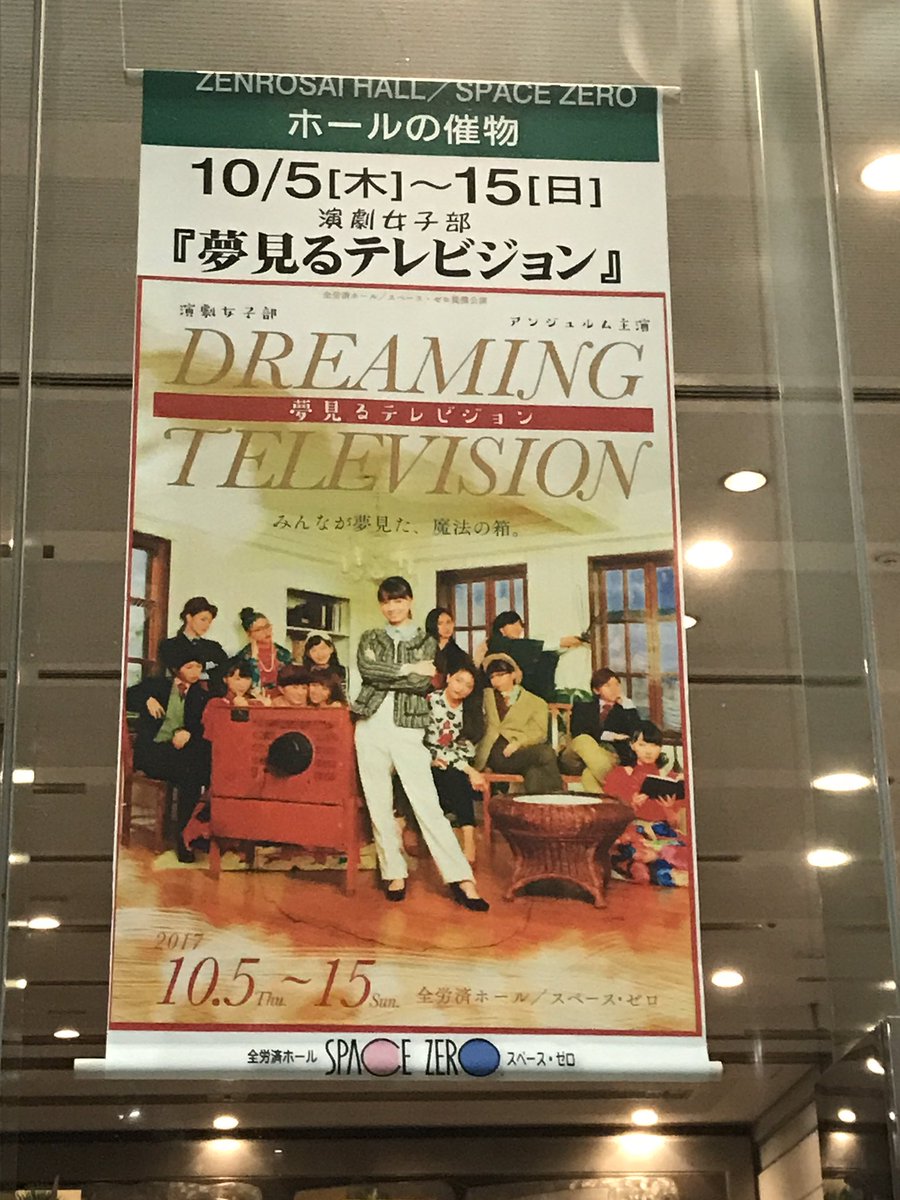 ZENROSAI HALL／SPACE ZERO
ホールの催物
10/5[木]～15[日]
演劇女子部
『夢見るテレビジョン』
全労済ホール／スペース・ゼロ提携公演
演劇女子部 アンジュルム主演
DREAMING
夢見るテレビジョン
TELEVISION
みんなが夢見た、魔法の箱。
2017
10.5Thu.～15Sun. 全労済ホール／スペース・ゼロ
全労済ホール SPACE ZERO スペース・ゼロ